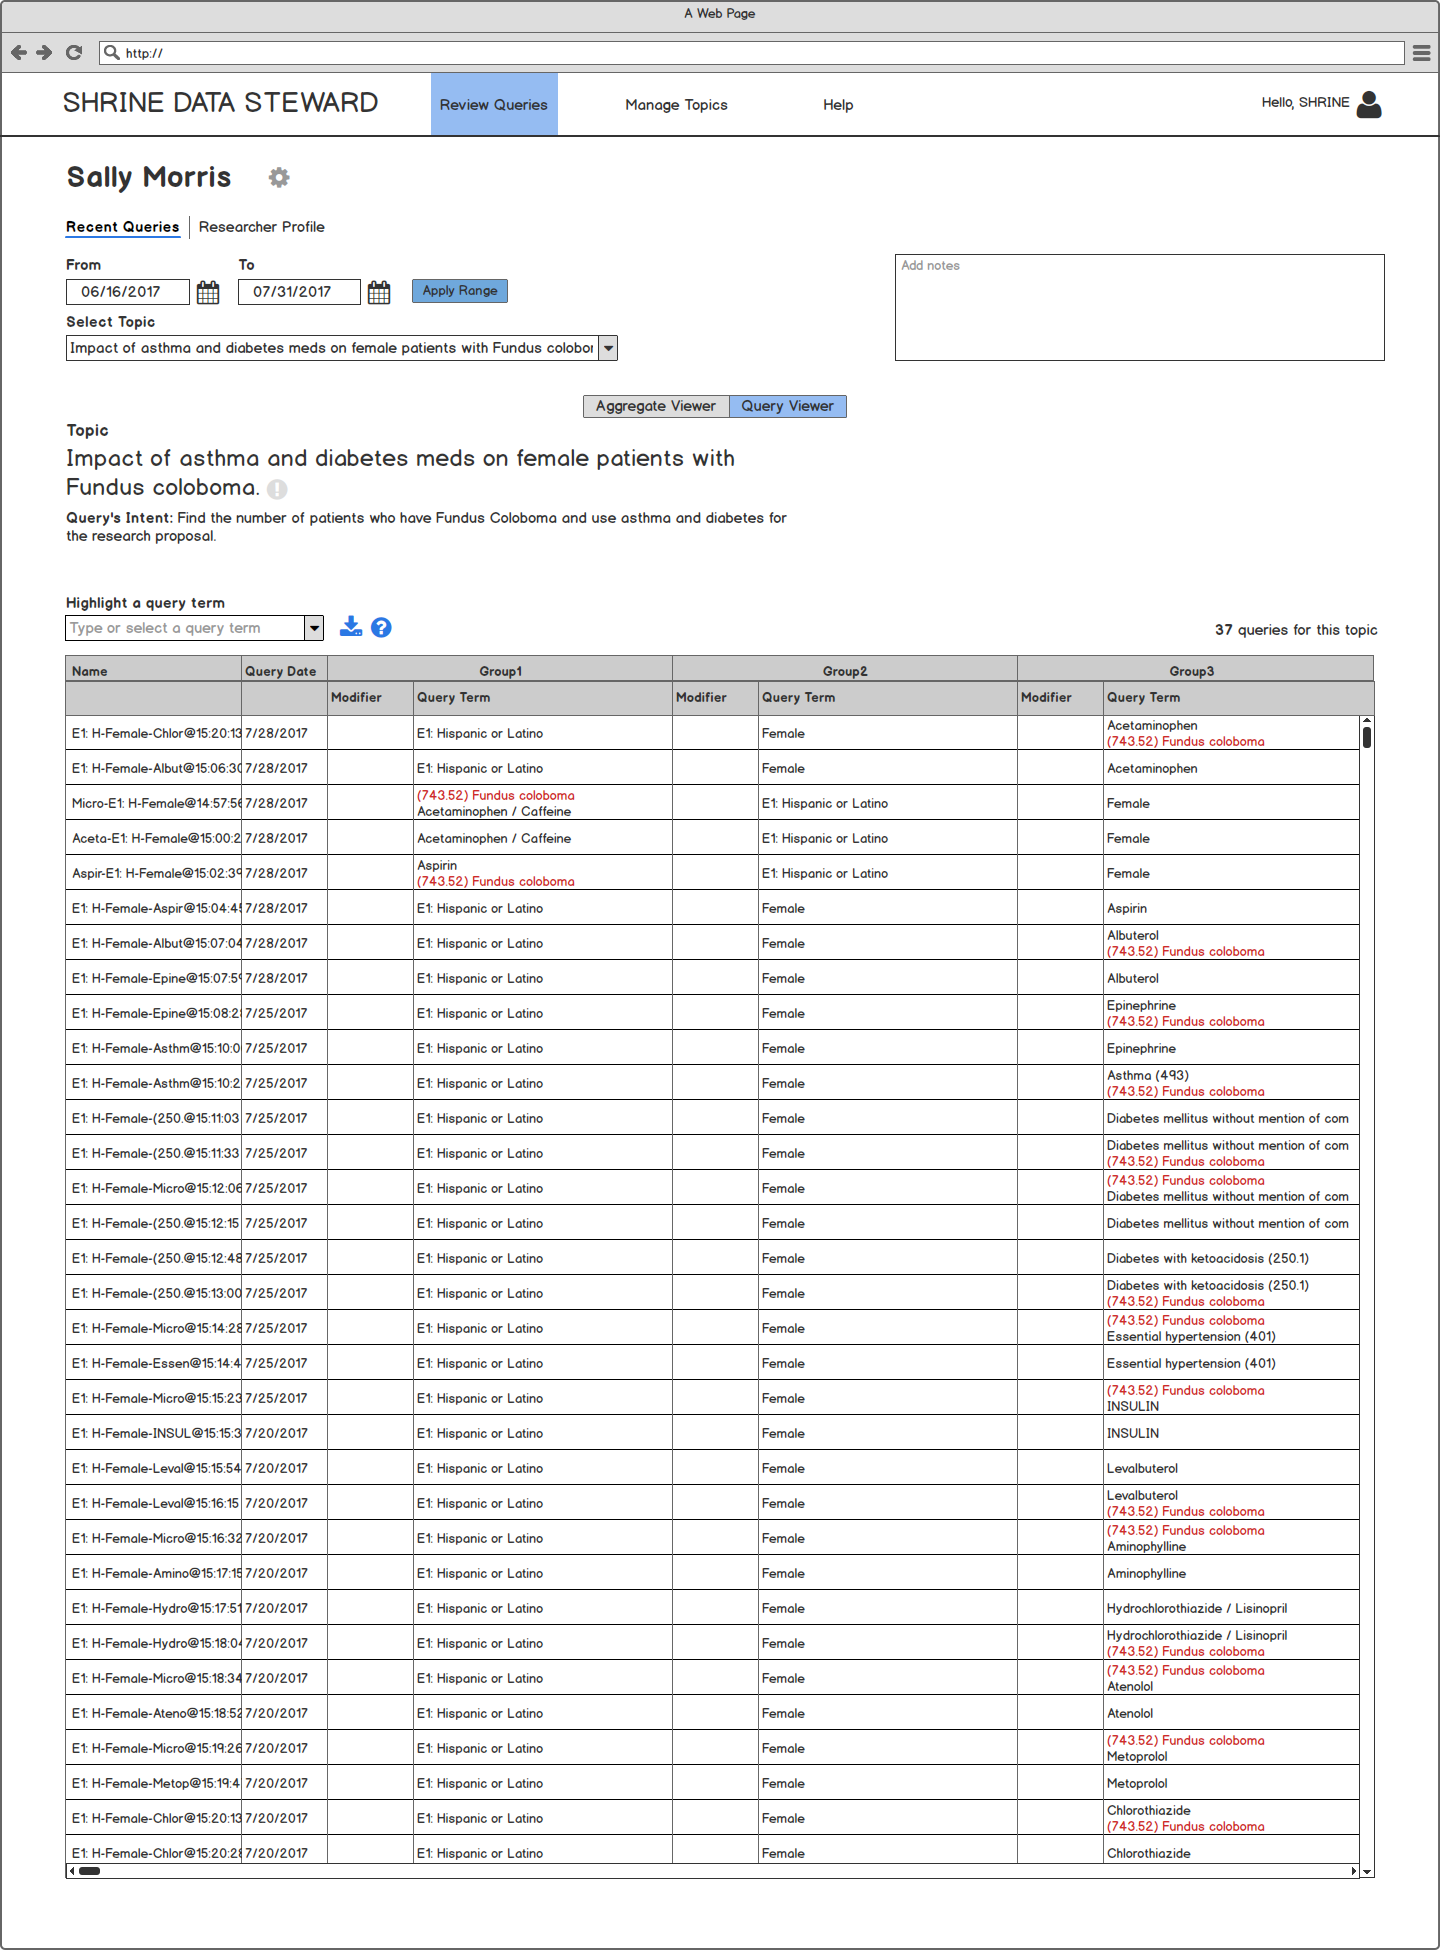 A Web Page
http://
SHRINE DATA STEWARD
Review Queries
Manage Topics
Help
Hello, SHRINE
Sally Morris
Recent Queries
Researcher Profile
From
To
06/16/2017
07/31/2017
Apply Range
Add notes
Select Topic
Impact of asthma and diabetes meds on female patients with Fundus colobor
Aggregate Viewer
Query Viewer
Topic
Impact of asthma and diabetes meds on female patients with
Fundus coloboma.
Query's Intent: Find the number of patients who have Fundus Coloboma and use asthma and diabetes for
the research proposal.
Highlight a query term
Type or select a query term
37 queries for this topic
Name Query Date Group1 Group2 Group3
Modifier Query Term Modifier Query Term Modifier Query Term
E1: H-Female-Chlor@15:20:13 7/28/2017 E1: Hispanic or Latino Female Acetaminophen
(743.52) Fundus coloboma
E1: H-Female-Albut@15:06:30 7/28/2017 E1: Hispanic or Latino Female Acetaminophen
Micro-E1: H-Female@14:57:56 7/28/2017 (743.52) Fundus coloboma E1: Hispanic or Latino Female
Acetaminophen / Caffeine
Aceta-E1: H-Female@15:00:2 7/28/2017 Acetaminophen / Caffeine E1: Hispanic or Latino Female
Aspir-E1: H-Female@15:02:39 7/28/2017 Aspirin E1: Hispanic or Latino Female
(743.52) Fundus coloboma
E1: H-Female-Aspir@15:04:45 7/28/2017 E1: Hispanic or Latino Female Aspirin
E1: H-Female-Albut@15:07:04 7/28/2017 E1: Hispanic or Latino Female Albuterol
(743.52) Fundus coloboma
E1: H-Female-Epine@15:07:59 7/28/2017 E1: Hispanic or Latino Female Albuterol
E1: H-Female-Epine@15:08:28 7/25/2017 E1: Hispanic or Latino Female Epinephrine
(743.52) Fundus coloboma
E1: H-Female-Asthm@15:10:0 7/25/2017 E1: Hispanic or Latino Female Epinephrine
E1: H-Female-Asthm@15:10:2 7/25/2017 E1: Hispanic or Latino Female Asthma (493)
(743.52) Fundus coloboma
E1: H-Female-(250.@15:11:03 7/25/2017 E1: Hispanic or Latino Female Diabetes mellitus without mention of com
E1: H-Female-(250.@15:11:33 7/25/2017 E1: Hispanic or Latino Female Diabetes mellitus without mention of com
(743.52) Fundus coloboma
E1: H-Female-Micro@15:12:06 7/25/2017 E1: Hispanic or Latino Female (743.52) Fundus coloboma
Diabetes mellitus without mention of com
E1: H-Female-(250.@15:12:15 7/25/2017 E1: Hispanic or Latino Female Diabetes mellitus without mention of com
E1: H-Female-(250.@15:12:48 7/25/2017 E1: Hispanic or Latino Female Diabetes with ketoacidosis (250.1)
E1: H-Female-(250.@15:13:00 7/25/2017 E1: Hispanic or Latino Female Diabetes with ketoacidosis (250.1)
(743.52) Fundus coloboma
E1: H-Female-Micro@15:14:28 7/25/2017 E1: Hispanic or Latino Female (743.52) Fundus coloboma
Essential hypertension (401)
E1: H-Female-Essen@15:14:4 7/25/2017 E1: Hispanic or Latino Female Essential hypertension (401)
E1: H-Female-Micro@15:15:23 7/25/2017 E1: Hispanic or Latino Female (743.52) Fundus coloboma
INSULIN
E1: H-Female-INSUL@15:15:3 7/20/2017 E1: Hispanic or Latino Female INSULIN
E1: H-Female-Leval@15:15:54 7/20/2017 E1: Hispanic or Latino Female Levalbuterol
E1: H-Female-Leval@15:16:15 7/20/2017 E1: Hispanic or Latino Female Levalbuterol
(743.52) Fundus coloboma
E1: H-Female-Micro@15:16:32 7/20/2017 E1: Hispanic or Latino Female (743.52) Fundus coloboma
Aminophylline
E1: H-Female-Amino@15:17:15 7/20/2017 E1: Hispanic or Latino Female Aminophylline
E1: H-Female-Hydro@15:17:51 7/20/2017 E1: Hispanic or Latino Female Hydrochlorothiazide / Lisinopril
E1: H-Female-Hydro@15:18:04 7/20/2017 E1: Hispanic or Latino Female Hydrochlorothiazide / Lisinopril
(743.52) Fundus coloboma
E1: H-Female-Micro@15:18:34 7/20/2017 E1: Hispanic or Latino Female (743.52) Fundus coloboma
Atenolol
E1: H-Female-Ateno@15:18:52 7/20/2017 E1: Hispanic or Latino Female Atenolol
E1: H-Female-Micro@15:19:26 7/20/2017 E1: Hispanic or Latino Female (743.52) Fundus coloboma
Metoprolol
E1: H-Female-Metop@15:19:4 7/20/2017 E1: Hispanic or Latino Female Metoprolol
E1: H-Female-Chlor@15:20:13 7/20/2017 E1: Hispanic or Latino Female Chlorothiazide
(743.52) Fundus coloboma
E1: H-Female-Chlor@15:20:28 7/20/2017 E1: Hispanic or Latino Female Chlorothiazide